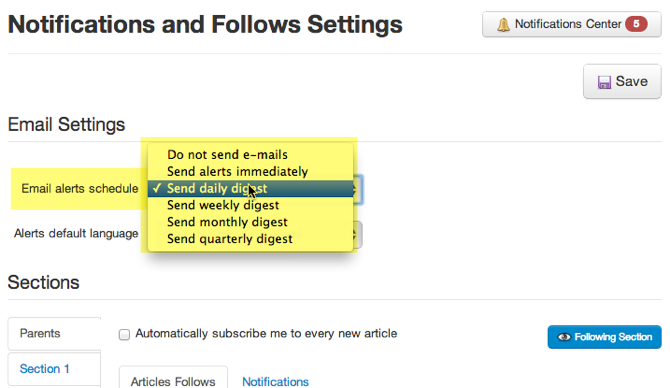 Notifications and Follows Settings
Notifications Center 5
Save
Email Settings
Email alerts schedule
Do not send e-mails
Send alerts immediately
✓ Send daily digest
Send weekly digest
Send monthly digest
Send quarterly digest
Alerts default language
Sections
Parents
Automatically subscribe me to every new article
Following Section
Section 1
Articles Follows
Notifications